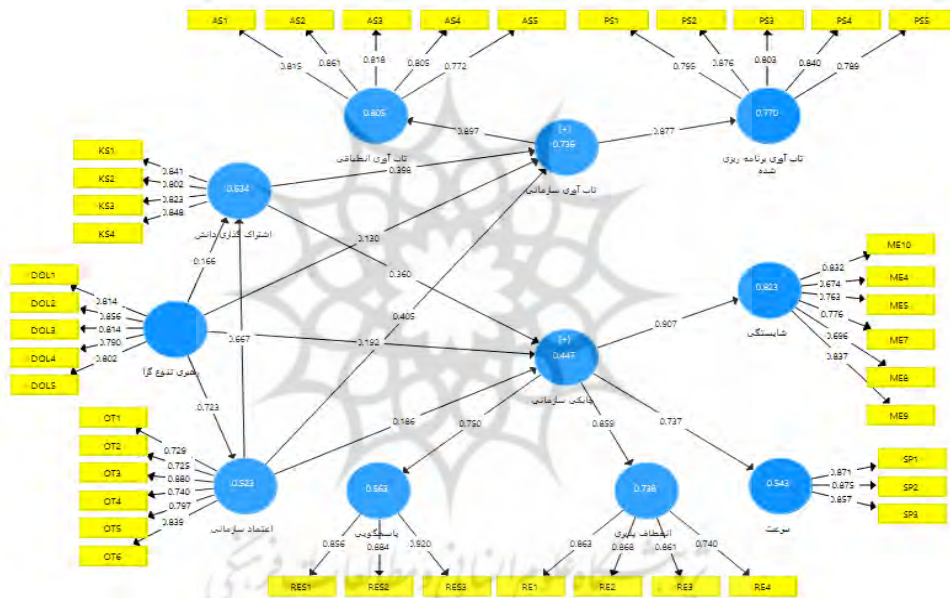 AS1 AS2 AS3 AS4 AS5 PS1 PS2 PS3 PS4 PS5
0.815 0.861 0.818 0.805 0.772 0.795 0.876 0.803 0.840 0.789
0.805 0.897 [+] 0.736 0.877 0.770
تاب آوری انطباقی
تاب آوری سازمانی
تاب آوری برنامه ریزی
شده
KS1 0.841
KS2 0.802
KS3 0.823
KS4 0.848
0.634
اشتراک گذاری دانش
0.398
0.130
0.166
0.360
0.405
0.192
0.667
0.723
0.186
DOL1 0.814
DOL2 0.856
DOL3 0.814
DOL4 0.790
DOL5 0.802
رهبری تنوع گرا
[+]
0.447
چابکی سازمانی
0.907
0.823
شایستگی
ME10 0.832
ME4 0.674
ME5 0.763
ME7 0.776
ME8 0.696
ME9 0.837
0.750
0.859
0.737
OT1 0.729
OT2 0.725
OT3 0.880
OT4 0.740
OT5 0.797
OT6 0.839
0.523
اعتماد سازمانی
0.563
پاسخگویی
0.738
انعطاف پذیری
0.543
سرعت
SP1 0.871
SP2 0.875
SP3 0.857
0.856 0.884 0.920 0.863 0.868 0.861 0.740
RES1 RES2 RES3 RE1 RE2 RE3 RE4